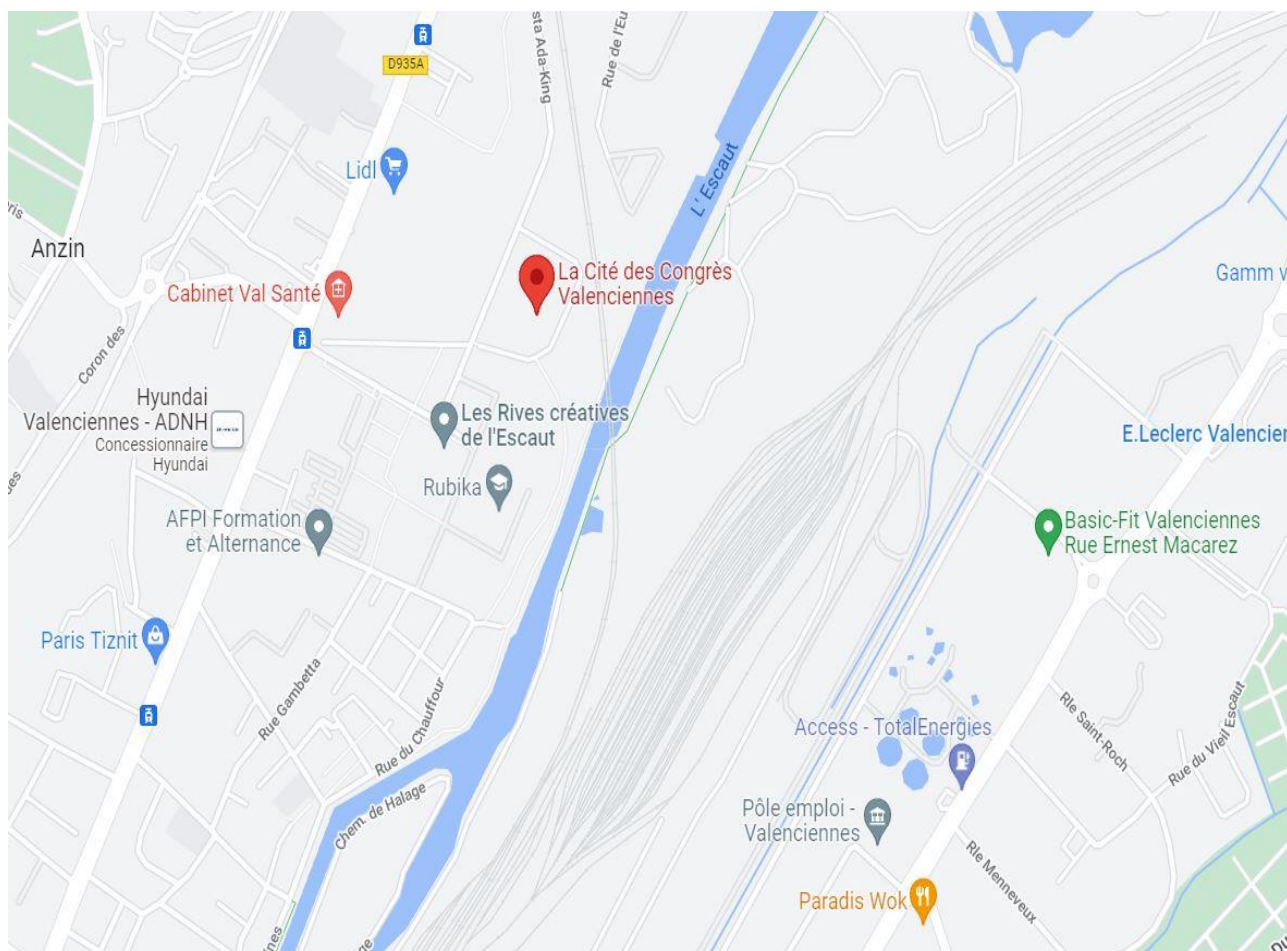 sta Ada-King
Rue de l'Eu
D935A
L'Escaut
Lidl
Anzin
La Cité des Congrès
Valenciennes
Gamm v
Cabinet Val Santé
Coron des
Hyundai
Valenciennes - ADNH
Concessionnaire
Hyundai
Les Rives créatives
de l'Escaut
E.Leclerc Valencien
Rubika
AFPI Formation
et Alternance
Basic-Fit Valenciennes
Rue Ernest Macarez
Paris Tiznit
Rue Gambetta
Rue du Chauffour
Chem. de Halage
Access - TotalEnergies
Rle Saint-Roch
Rue du Vieil Escaut
Pôle emploi -
Valenciennes
Rle Menneveux
Paradis Wok